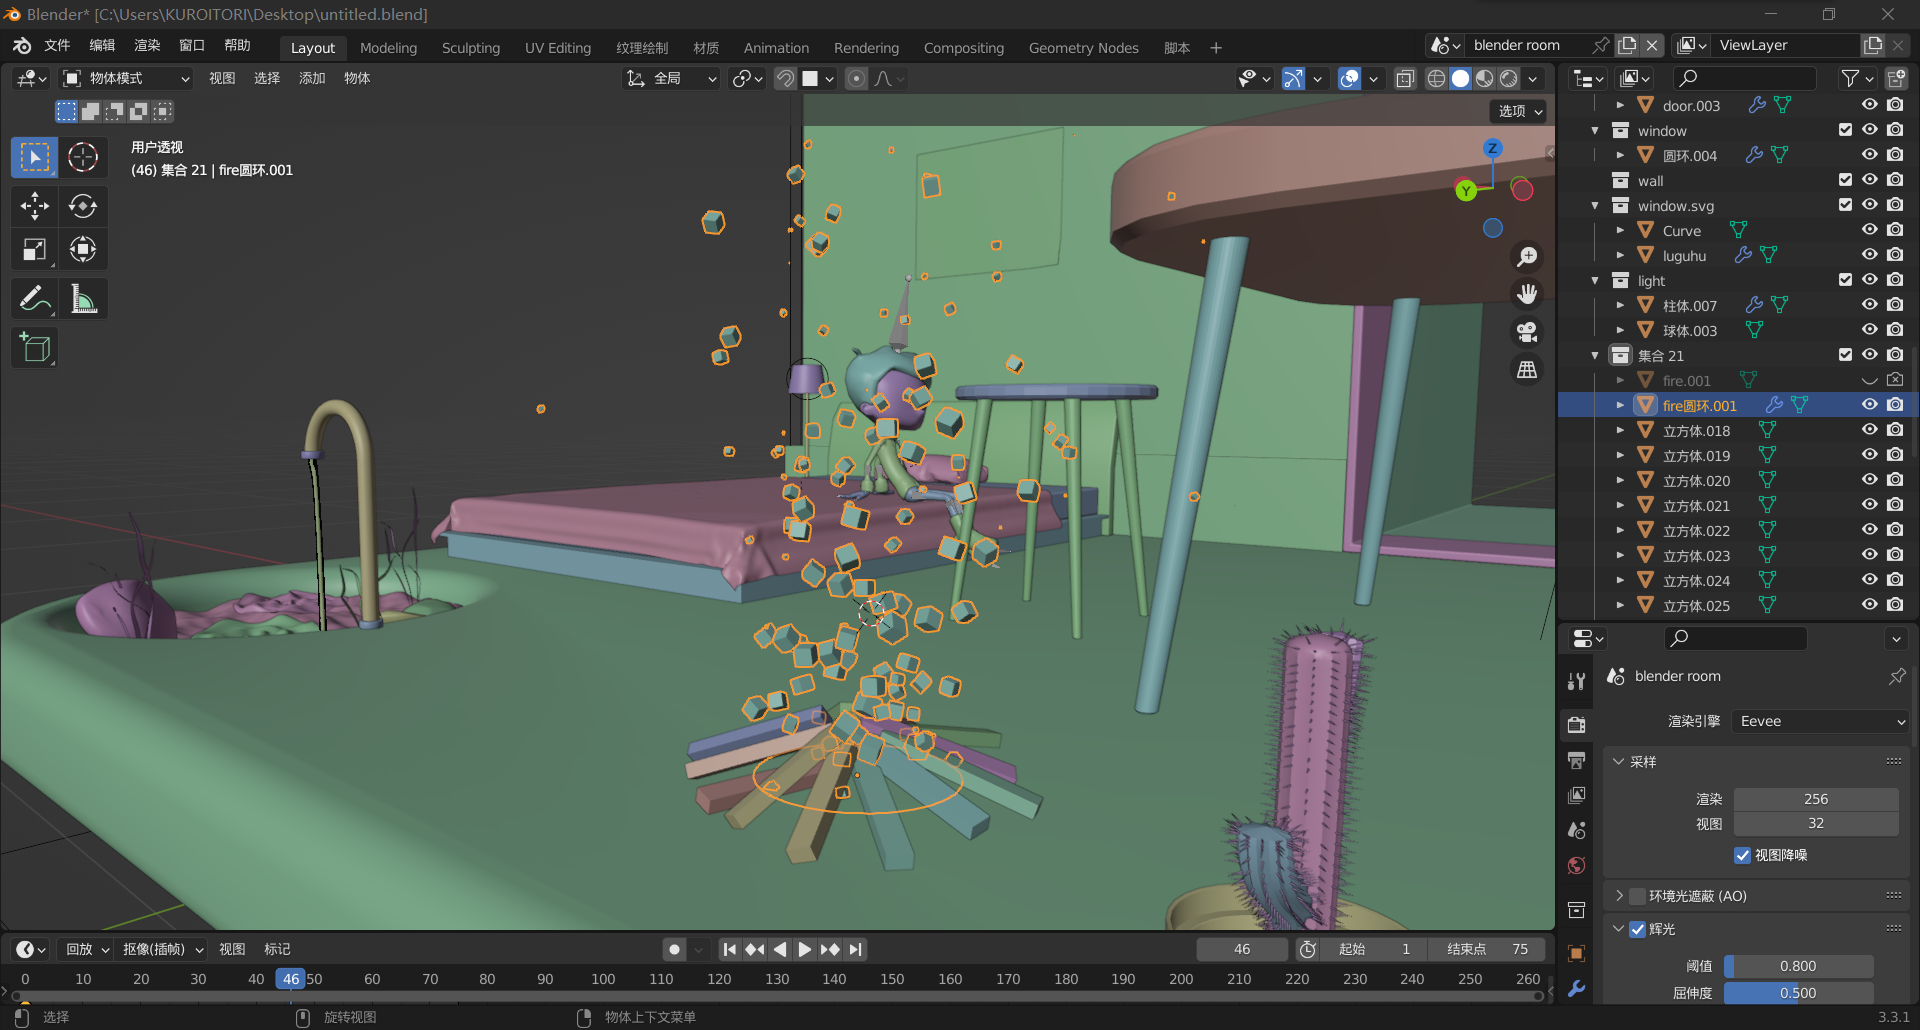 Blender* [C:\Users\KUROITORI\Desktop\untitled.blend]
文件 编辑 渲染 窗口 帮助 Layout Modeling Sculpting UV Editing 纹理绘制 材质 Animation Rendering Compositing Geometry Nodes 脚本 + blender room ViewLayer
物体模式 视图 选择 添加 物体 全局
选项
用户透视
(46) 集合 21 | fire圆环.001
Z
Y
door.003
window
圆环.004
wall
window.svg
Curve
luguhu
light
柱体.007
球体.003
集合 21
fire.001
fire圆环.001
立方体.018
立方体.019
立方体.020
立方体.021
立方体.022
立方体.023
立方体.024
立方体.025
blender room
渲染引擎 Eevee
采样
渲染 256
视图 32
视图降噪
环境光遮蔽 (AO)
辉光
阈值 0.800
屈伸度 0.500
回放 抠像(插帧) 视图 标记 46 起始 1 结束点 75
0 10 20 30 40 46 50 60 70 80 90 100 110 120 130 140 150 160 170 180 190 200 210 220 230 240 250 260
选择 旋转视图 物体上下文菜单 3.3.1